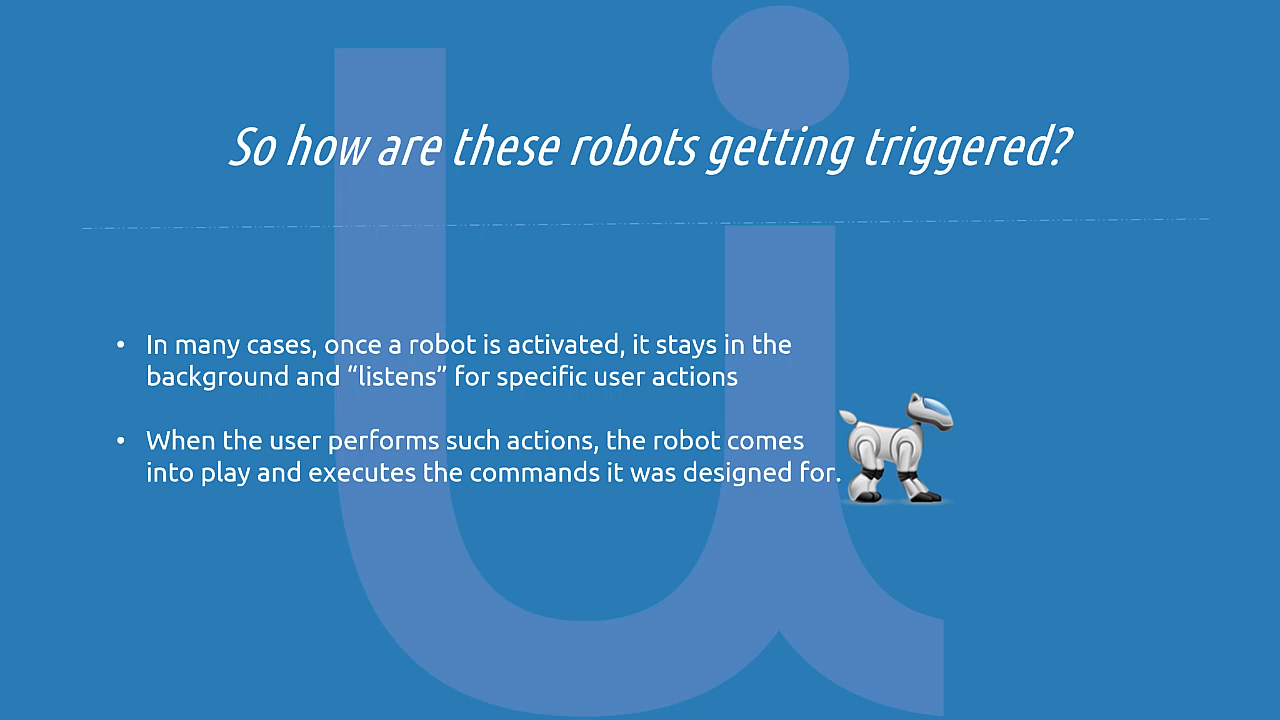 So how are these robots getting triggered?
• In many cases, once a robot is activated, it stays in the
background and “listens” for specific user actions
• When the user performs such actions, the robot comes
into play and executes the commands it was designed for.